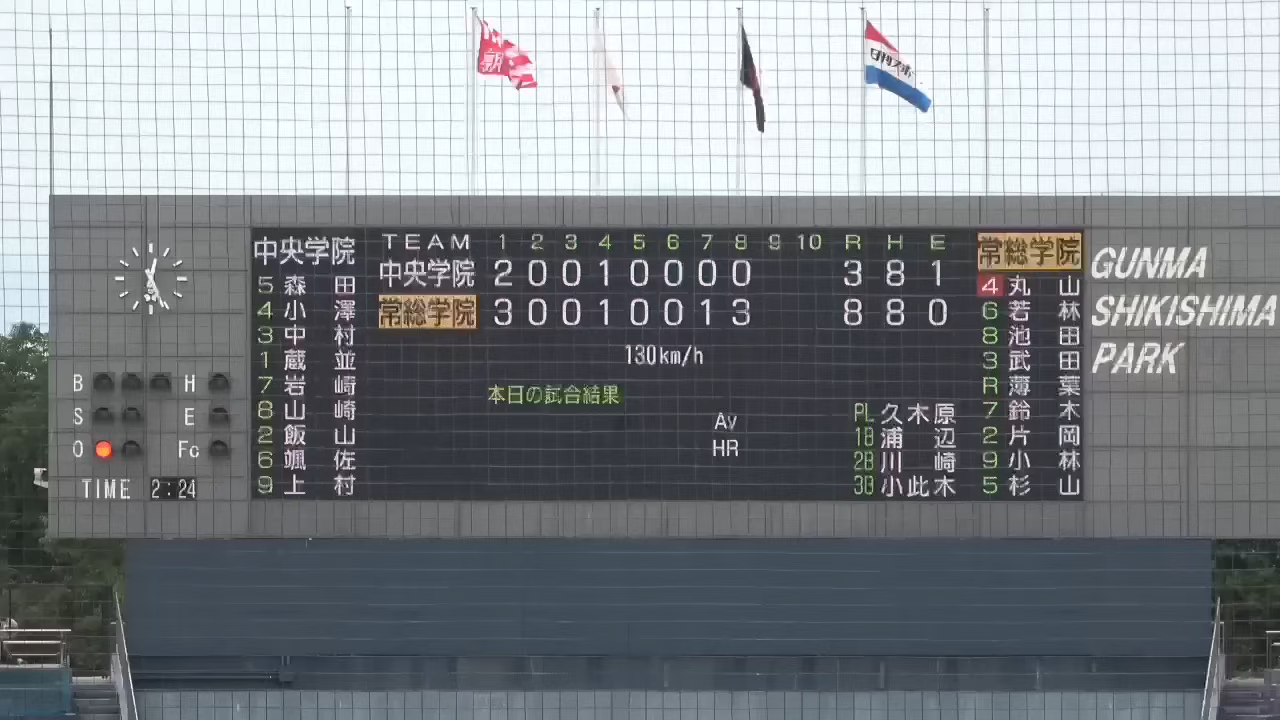 朝
日刊スポ
中央学院
5 森田
4 小澤
3 中村
1 蔵並
7 岩崎
8 山崎
2 飯山
6 颯佐
9 上村
TEAM 1 2 3 4 5 6 7 8 9 10 R H E
中央学院 2 0 0 1 0 0 0 0 3 8 1
常総学院 3 0 0 1 0 0 1 3 8 8 0
130km/h
本日の試合結果
Av
HR
PL 久木原
1B 浦辺
2B 川崎
3B 小此木
常総学院
4 丸山
6 若林
8 池田
3 武田
R 薄葉
7 鈴木
2 片岡
9 小林
5 杉山
GUNMA
SHIKISHIMA
PARK
B H
S E
O Fc
TIME 2:24